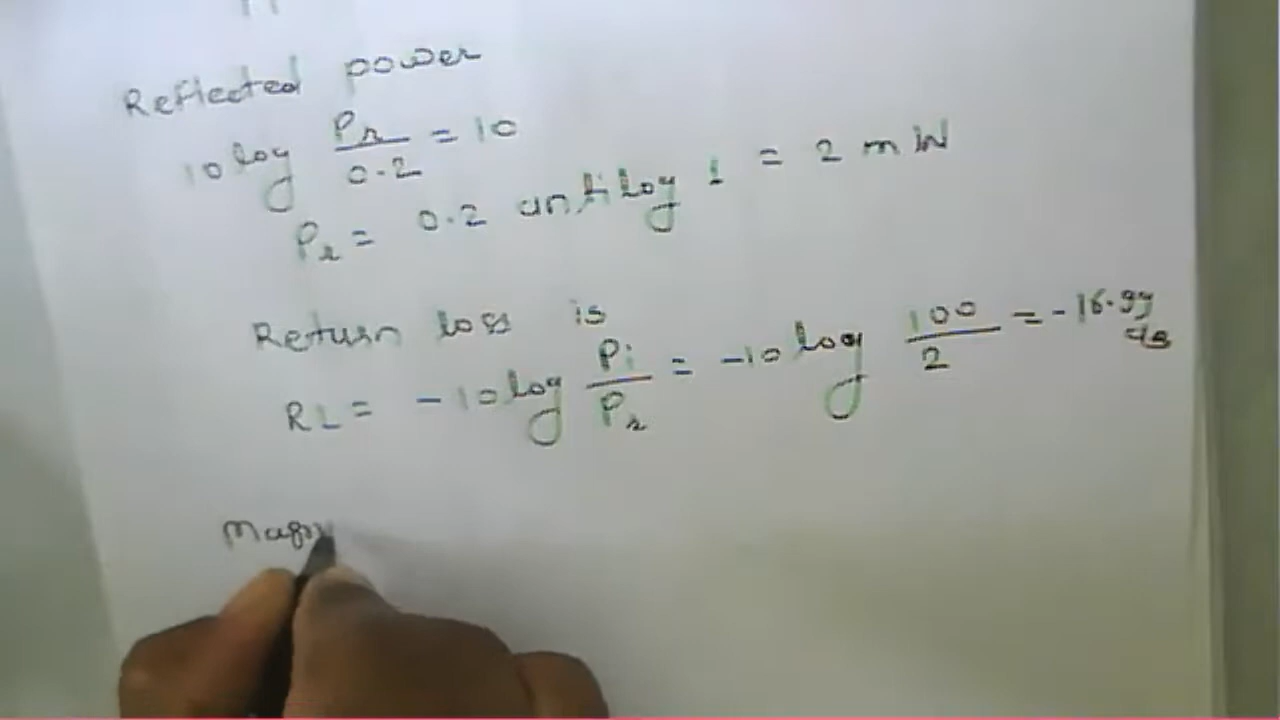 Reflected power
10 log Pr/0.2 = 10
Pr = 0.2 antilog 1 = 2 mW
Return loss is
RL = -10 log Pi/Pr = -10 log 100/2 = -16.99 dB